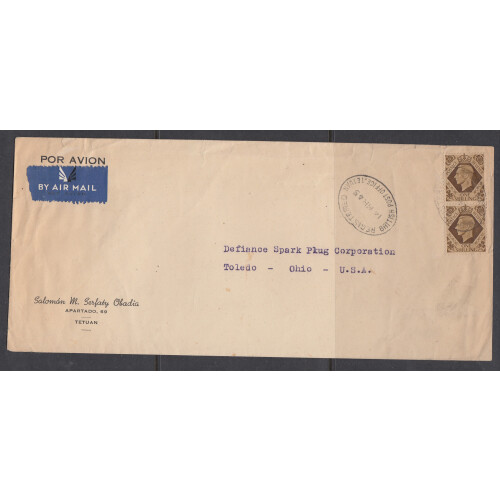 POR AVION
BY AIR MAIL
Defiance Spark Plug Corporation
Toledo - Ohio - U.S.A.
Salomón M. Serfaty Obadia
APARTADO, 69
TETUAN